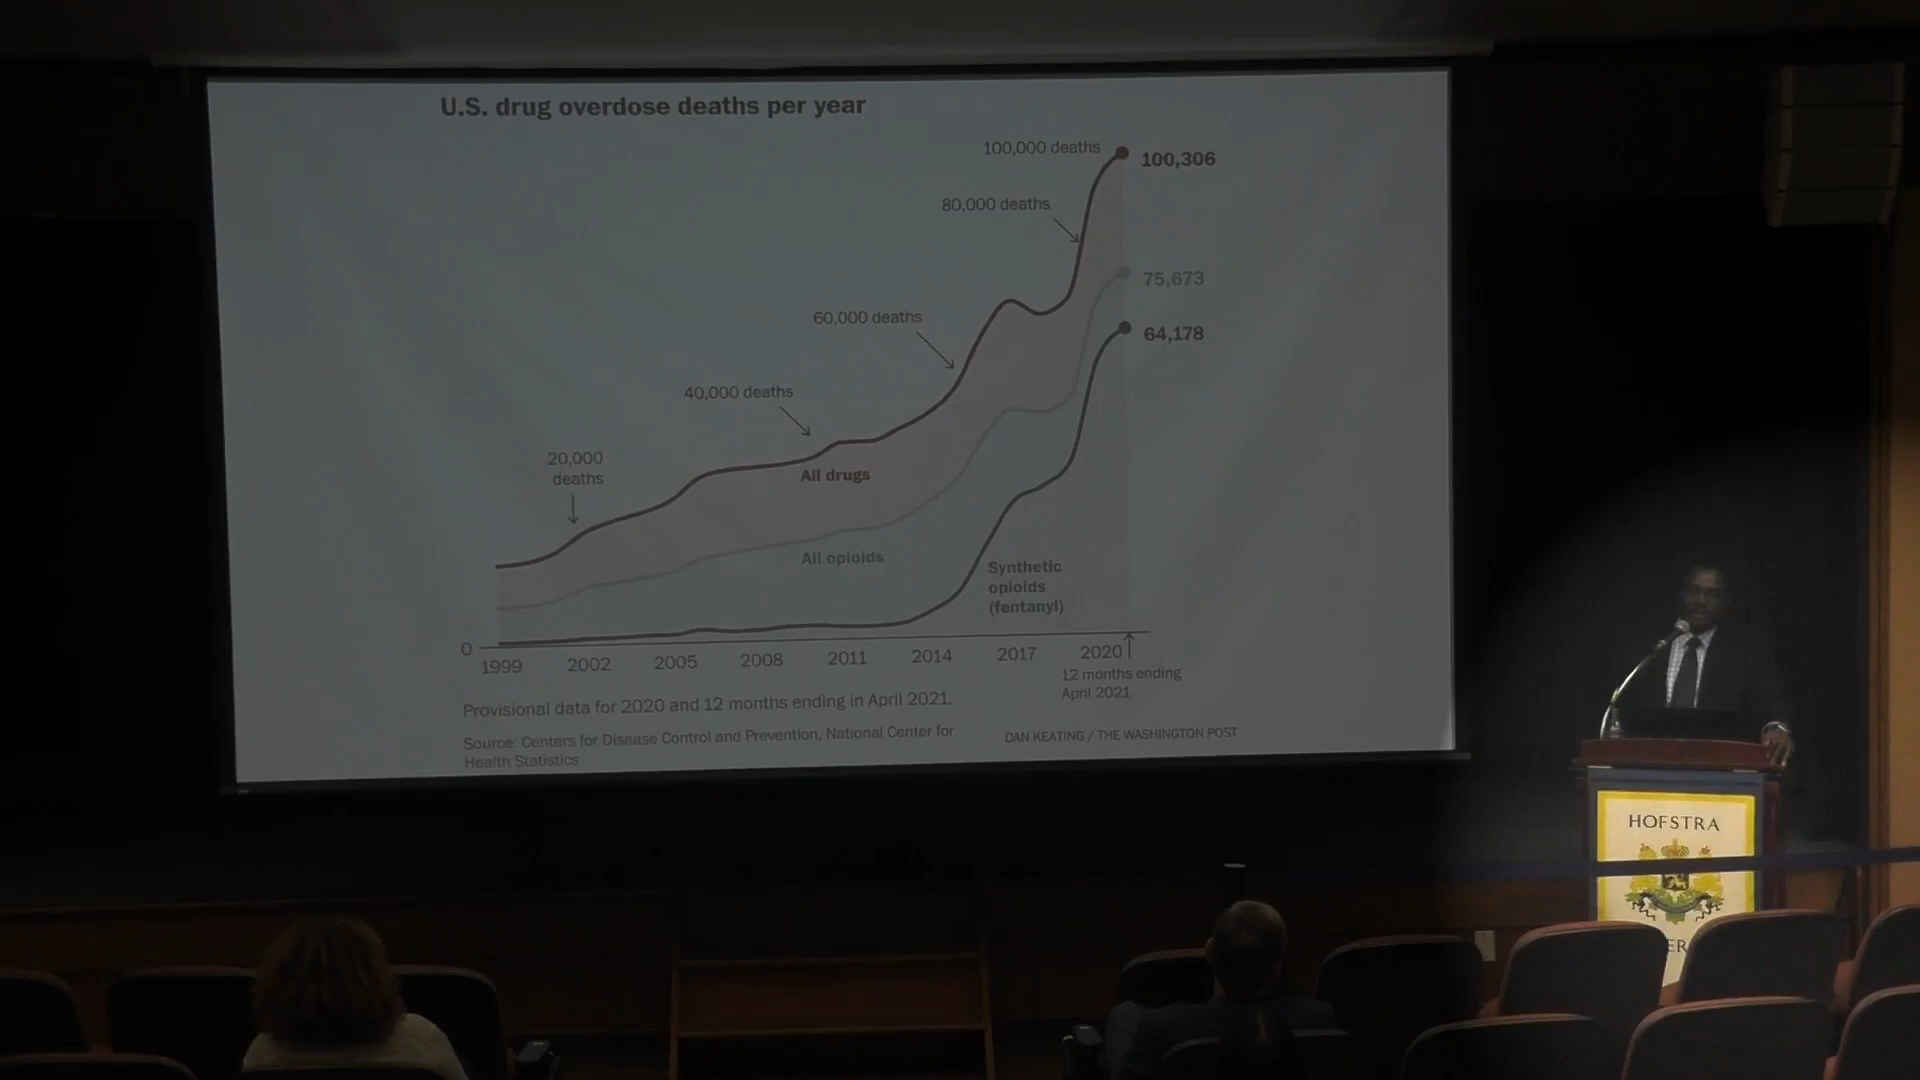 U.S. drug overdose deaths per year
100,000 deaths
100,306
80,000 deaths
75,673
60,000 deaths
64,178
40,000 deaths
20,000
deaths
All drugs
All opioids
Synthetic
opioids
(fentanyl)
0
1999 2002 2005 2008 2011 2014 2017 2020
12 months ending
April 2021
Provisional data for 2020 and 12 months ending in April 2021.
Source: Centers for Disease Control and Prevention, National Center for
Health Statistics
DAN KEATING / THE WASHINGTON POST
HOFSTRA